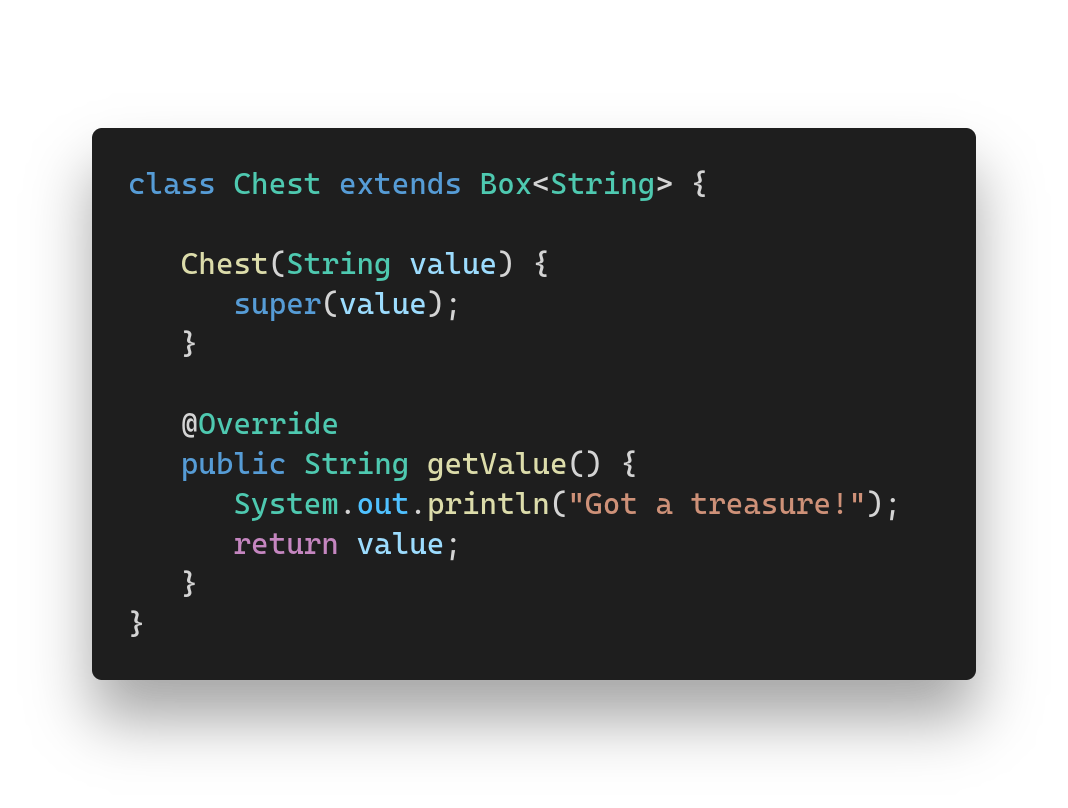 class Chest extends Box<String> {
Chest(String value) {
super(value);
}
@Override
public String getValue() {
System.out.println("Got a treasure!");
return value;
}
}